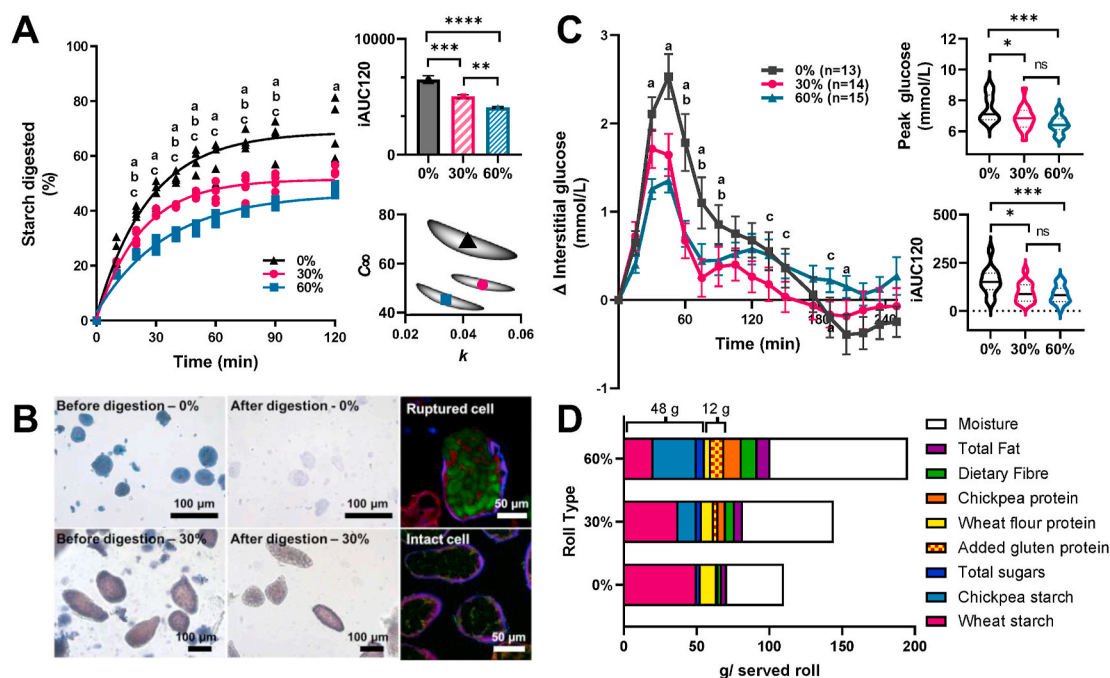 A
100
80
60
40
20
0
Starch digested
(%)
a
b
c
a
c
a
b
c
a
b
c
a
c
a
b
c
a
b
c
a
0%
30%
60%
0 30 60 90 120
Time (min)
****
***
**
10000
0
iAUC120
0% 30% 60%
80
60
40
C∞
0.02 0.04 0.06
k
C
3
2
1
0
-1
Δ Interstitial glucose
(mmol/L)
0% (n=13)
30% (n=14)
60% (n=15)
a
a
a
b
a
b
a
b
c
c
c
a
a
60 120 180 240
Time (min)
***
*
ns
12
10
8
6
Peak glucose
(mmol/L)
0% 30% 60%
***
*
ns
500
250
0
iAUC120
0% 30% 60%
B
Before digestion – 0%
100 µm
After digestion - 0%
100 µm
Ruptured cell
50 µm
Before digestion – 30%
100 µm
After digestion – 30%
100 µm
Intact cell
50 µm
D
48 g 12 g
60%
30%
0%
Roll Type
0 50 100 150 200
g/ served roll
Moisture
Total Fat
Dietary Fibre
Chickpea protein
Wheat flour protein
Added gluten protein
Total sugars
Chickpea starch
Wheat starch